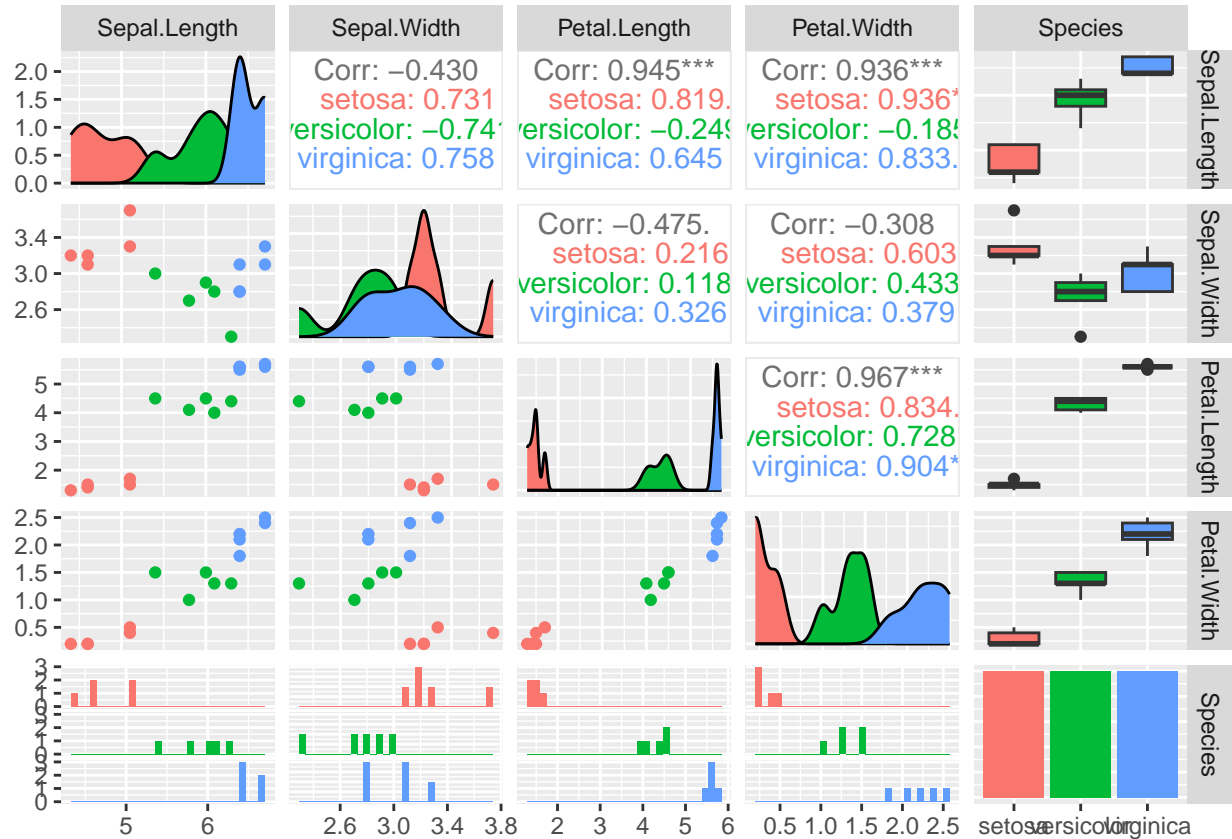 Sepal.Length Sepal.Width Petal.Length Petal.Width Species
2.0
1.5
1.0
0.5
0.0
Corr: −0.430
setosa: 0.731
versicolor: −0.741
virginica: 0.758
Corr: 0.945***
setosa: 0.819.
versicolor: −0.249
virginica: 0.645
Corr: 0.936***
setosa: 0.936*
versicolor: −0.185
virginica: 0.833.
Sepal.Length
3.4
3.0
2.6
Corr: −0.475.
setosa: 0.216
versicolor: 0.118
virginica: 0.326
Corr: −0.308
setosa: 0.603
versicolor: 0.433
virginica: 0.379
Sepal.Width
5
4
3
2
Corr: 0.967***
setosa: 0.834.
versicolor: 0.728
virginica: 0.904*
Petal.Length
2.5
2.0
1.5
1.0
0.5
Petal.Width
3
2
1
2
1
2
1
0
Species
5 6 2.6 3.0 3.4 3.8 1 2 3 4 5 6 0.0 0.5 1.0 1.5 2.0 2.5 setosa versicolor virginica